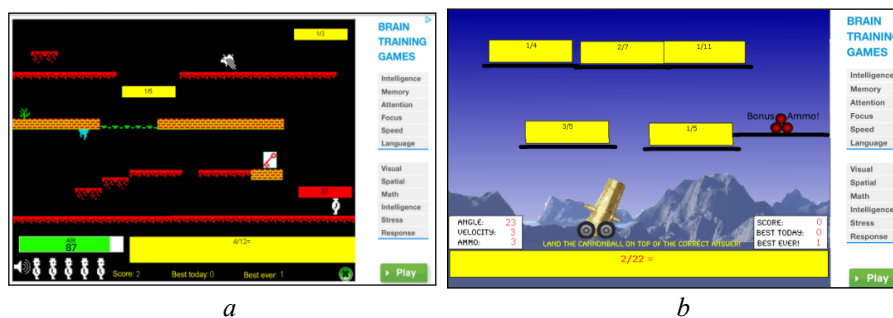 1/3
1/6
AIR
87
4/12=
Score: 2
Best today: 0
Best ever: 1
BRAIN
TRAINING
GAMES
Intelligence
Memory
Attention
Focus
Speed
Language
Visual
Spatial
Math
Intelligence
Stress
Response
Play
a
1/4
2/7
1/11
3/5
1/5
Bonus Ammo!
ANGLE: 23
VELOCITY: 3
AMMO: 3
LAND THE CANNONBALL ON TOP OF THE CORRECT ANSWER!
SCORE: 0
BEST TODAY: 0
BEST EVER! 1
2/22 =
BRAIN
TRAINING
GAMES
Intelligence
Memory
Attention
Focus
Speed
Language
Visual
Spatial
Math
Intelligence
Stress
Response
Play
b